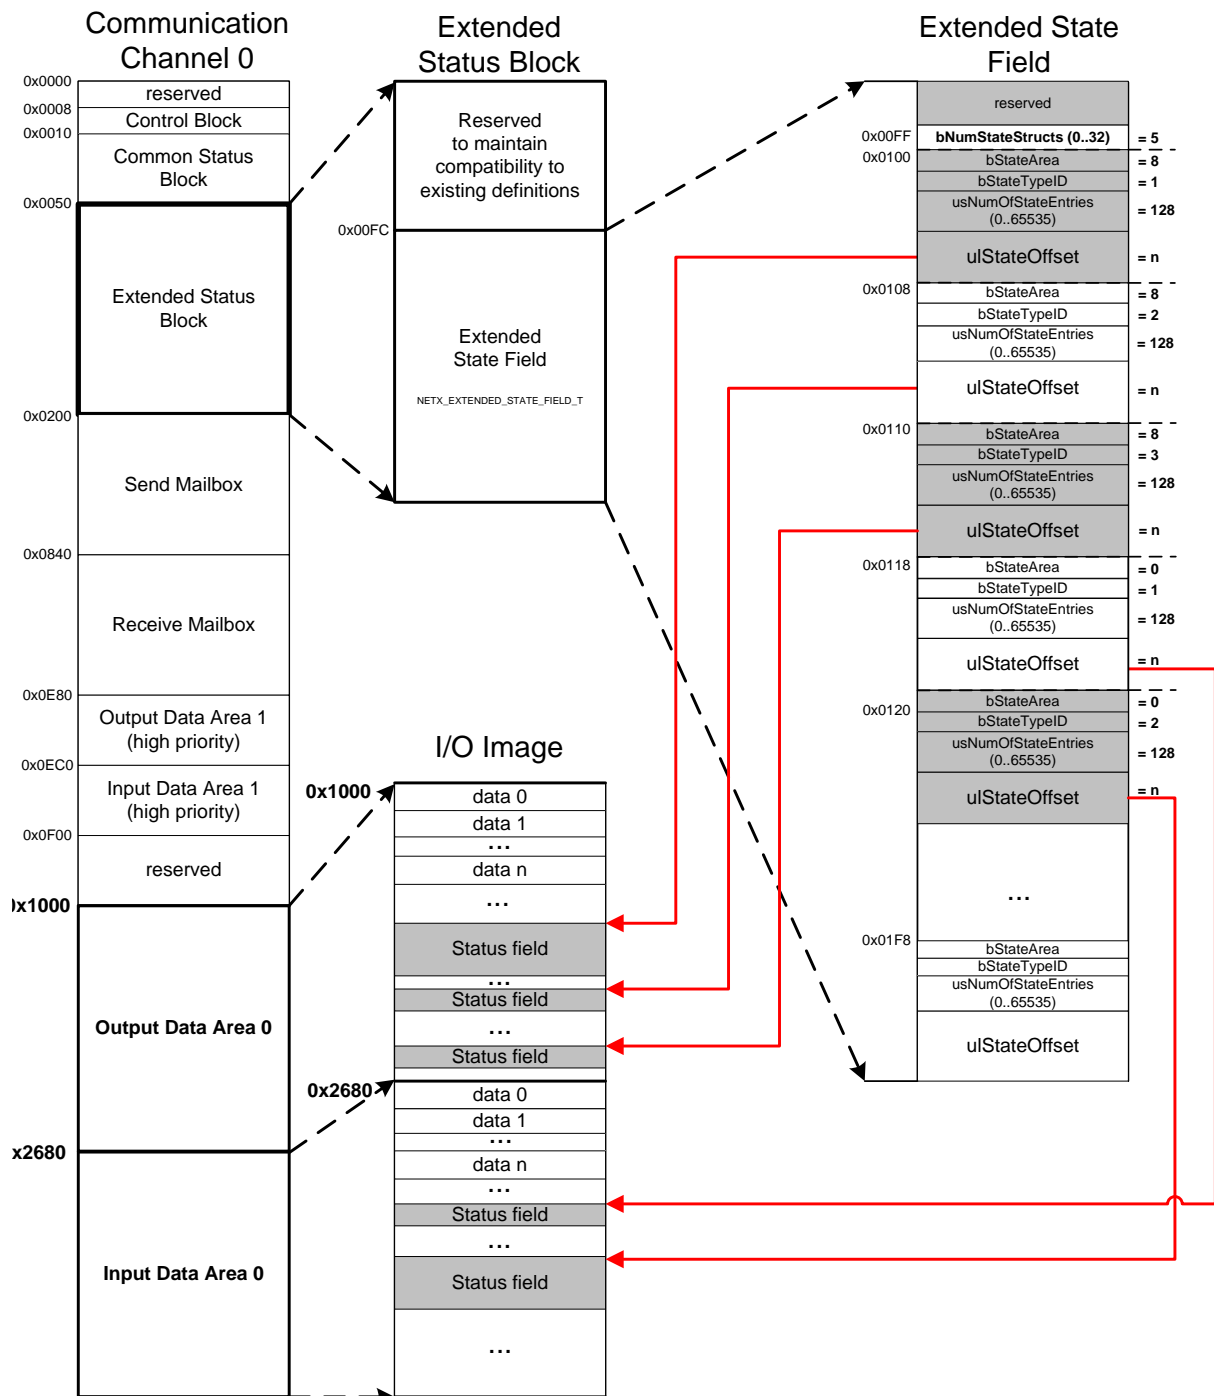 Communication
Channel 0
0x0000
reserved
0x0008
Control Block
0x0010
Common Status
Block
0x0050
Extended Status
Block
0x0200
Send Mailbox
0x0840
Receive Mailbox
0x0E80
Output Data Area 1
(high priority)
0x0EC0
Input Data Area 1
(high priority)
0x0F00
reserved
0x1000
Output Data Area 0
x2680
Input Data Area 0
Extended
Status Block
Reserved
to maintain
compatibility to
existing definitions
0x00FC
Extended
State Field
NETX_EXTENDED_STATE_FIELD_T
I/O Image
0x1000
data 0
data 1
...
data n
...
Status field
...
Status field
...
Status field
0x2680
data 0
data 1
...
data n
...
Status field
...
Status field
...
Extended State
Field
reserved
0x00FF
bNumStateStructs (0..32)
= 5
0x0100
bStateArea
= 8
bStateTypeID
= 1
usNumOfStateEntries
(0..65535)
= 128
ulStateOffset
= n
0x0108
bStateArea
= 8
bStateTypeID
= 2
usNumOfStateEntries
(0..65535)
= 128
ulStateOffset
= n
0x0110
bStateArea
= 8
bStateTypeID
= 3
usNumOfStateEntries
(0..65535)
= 128
ulStateOffset
= n
0x0118
bStateArea
= 0
bStateTypeID
= 1
usNumOfStateEntries
(0..65535)
= 128
ulStateOffset
= n
0x0120
bStateArea
= 0
bStateTypeID
= 2
usNumOfStateEntries
(0..65535)
= 128
ulStateOffset
= n
...
0x01F8
bStateArea
bStateTypeID
usNumOfStateEntries
(0..65535)
ulStateOffset